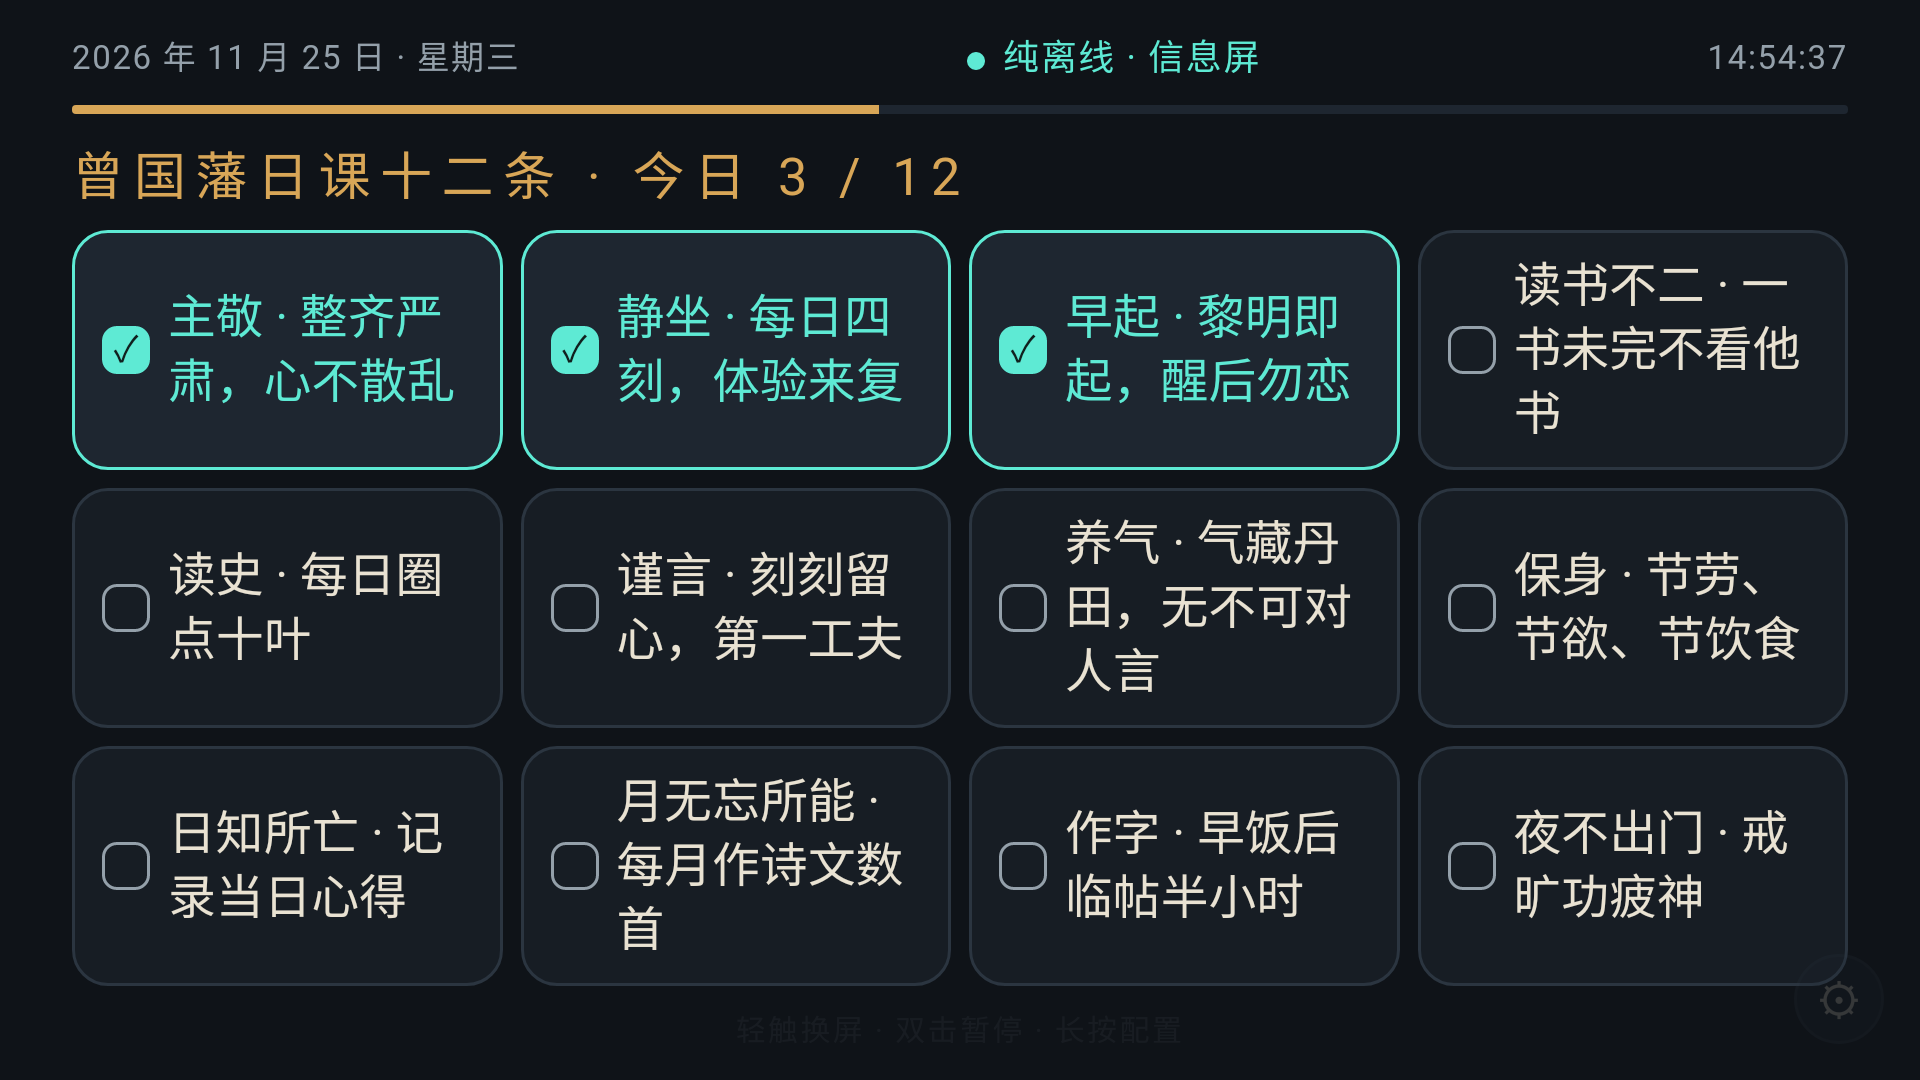 2026 年 11 月 25 日 · 星期三
纯离线 · 信息屏
14:54:37
曾国藩日课十二条 · 今日 3 / 12
主敬 · 整齐严
肃，心不散乱
静坐 · 每日四
刻，体验来复
早起 · 黎明即
起，醒后勿恋
读书不二 · 一
书未完不看他
书
读史 · 每日圈
点十叶
谨言 · 刻刻留
心，第一工夫
养气 · 气藏丹
田，无不可对
人言
保身 · 节劳、
节欲、节饮食
日知所亡 · 记
录当日心得
月无忘所能 ·
每月作诗文数
首
作字 · 早饭后
临帖半小时
夜不出门 · 戒
旷功疲神
轻触换屏 · 双击暂停 · 长按配置